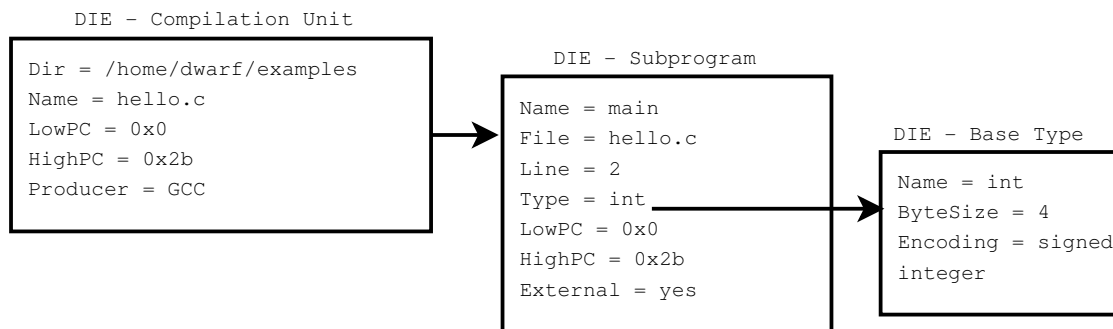 DIE – Compilation Unit
Dir = /home/dwarf/examples
Name = hello.c
LowPC = 0x0
HighPC = 0x2b
Producer = GCC
DIE – Subprogram
Name = main
File = hello.c
Line = 2
Type = int
LowPC = 0x0
HighPC = 0x2b
External = yes
DIE – Base Type
Name = int
ByteSize = 4
Encoding = signed
integer